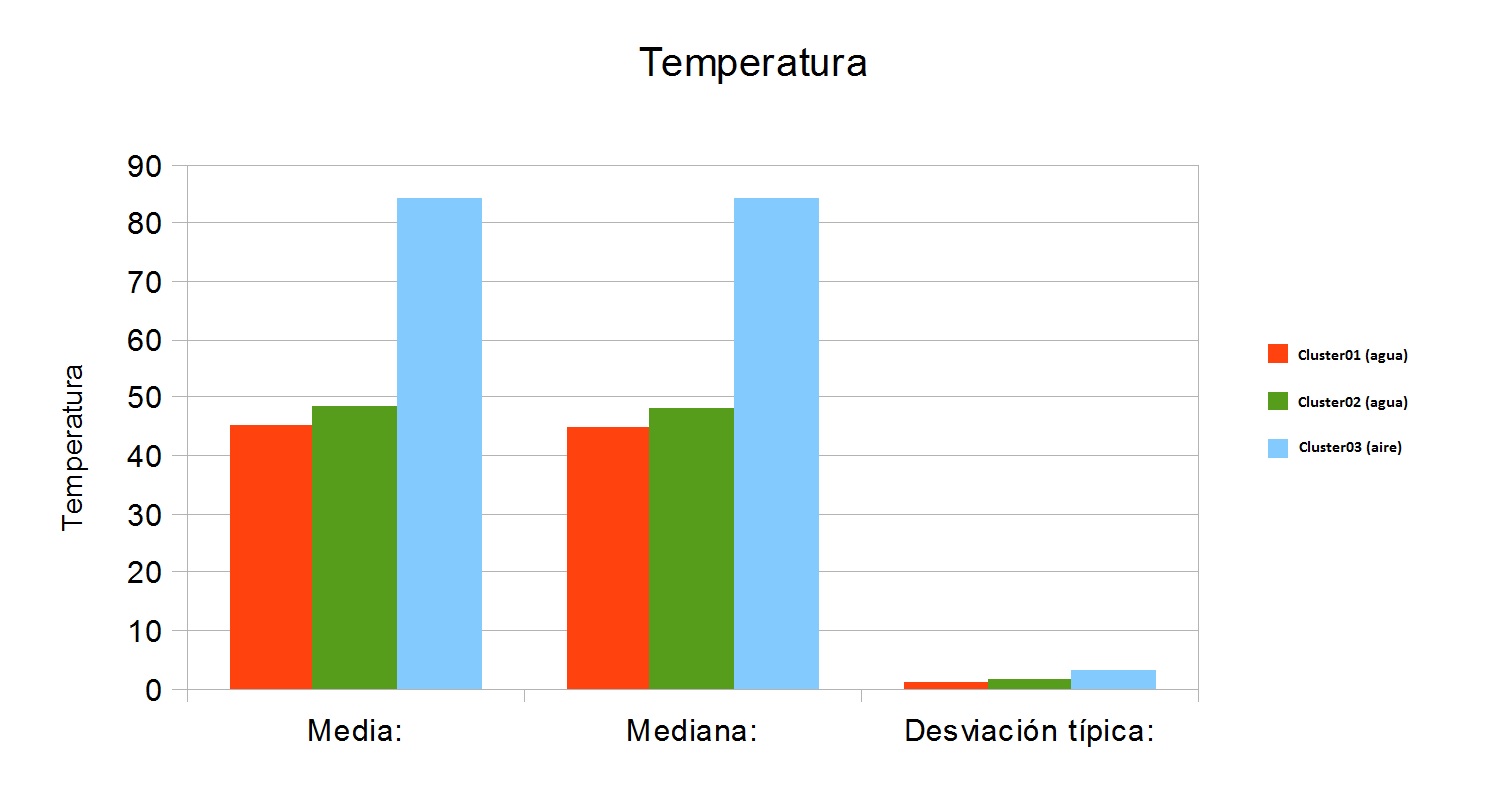 Temperatura
90
80
70
60
50
40
30
20
10
0
Temperatura
Media:
Mediana:
Desviación típica:
Cluster01 (agua)
Cluster02 (agua)
Cluster03 (aire)